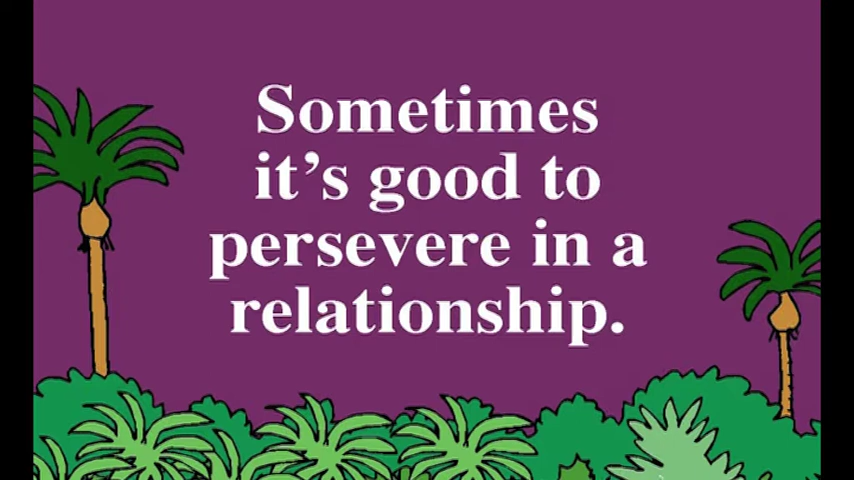 Sometimes
it’s good to
persevere in a
relationship.